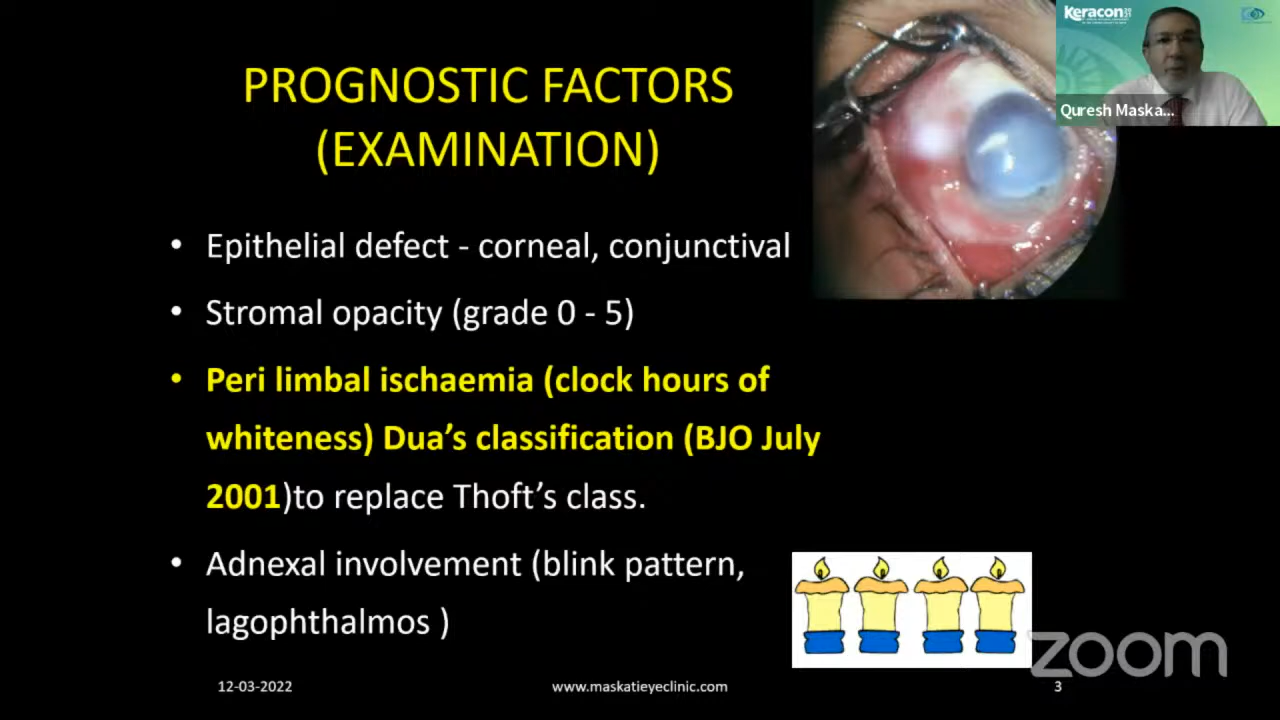 PROGNOSTIC FACTORS
(EXAMINATION)
• Epithelial defect - corneal, conjunctival
• Stromal opacity (grade 0 - 5)
• Peri limbal ischaemia (clock hours of
whiteness) Dua’s classification (BJO July
2001)to replace Thoft’s class.
• Adnexal involvement (blink pattern,
lagophthalmos )
12-03-2022
www.maskatieyeclinic.com
3
Keracon
Quresh Maska...
zoom